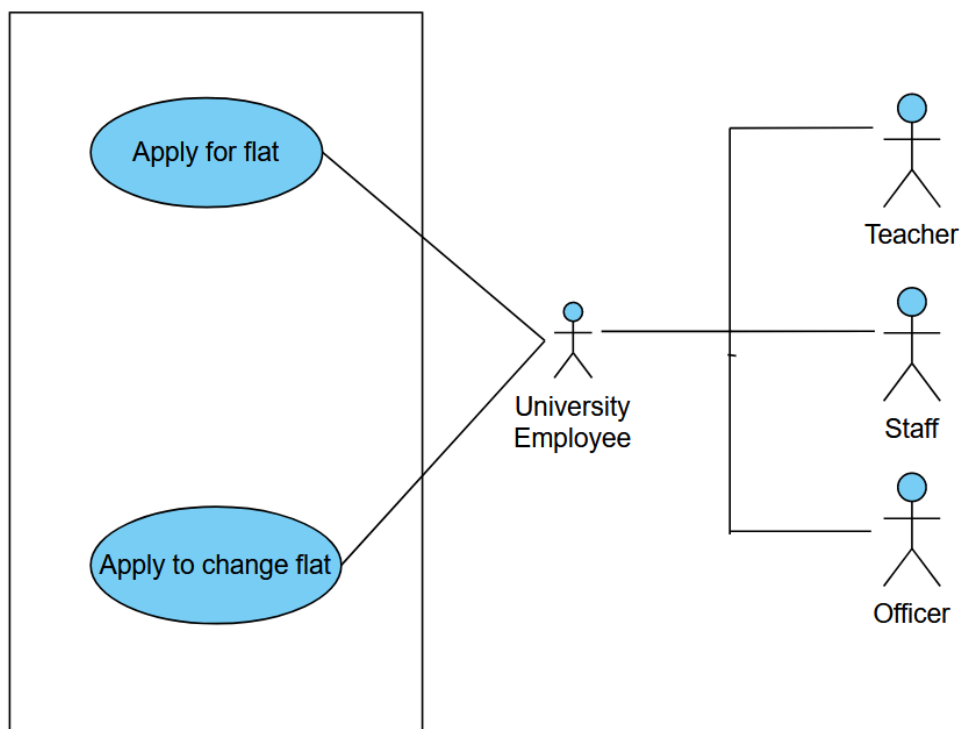 Apply for flat
Teacher
University
Employee
Staff
Apply to change flat
Officer